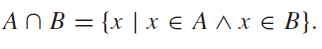 A ∩ B = {x | x ∈ A ∧ x ∈ B}.